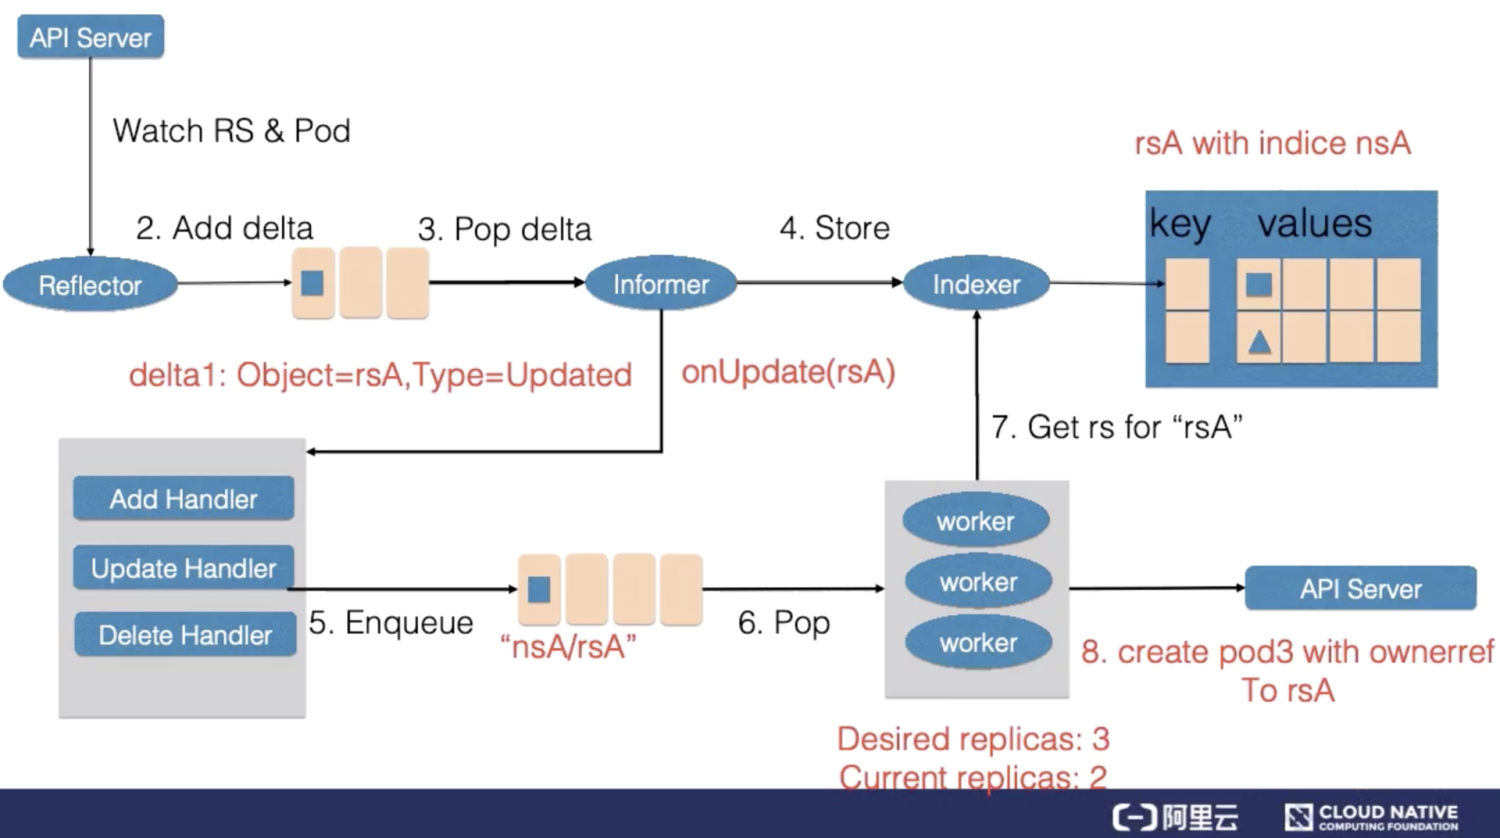 API Server
Watch RS & Pod
rsA with indice nsA
key values
2. Add delta
3. Pop delta
4. Store
Reflector
Informer
Indexer
delta1: Object=rsA,Type=Updated
onUpdate(rsA)
7. Get rs for “rsA”
Add Handler
Update Handler
Delete Handler
5. Enqueue
“nsA/rsA”
6. Pop
worker
worker
worker
API Server
8. create pod3 with ownerref
To rsA
Desired replicas: 3
Current replicas: 2
阿里云
CLOUD NATIVE
COMPUTING FOUNDATION